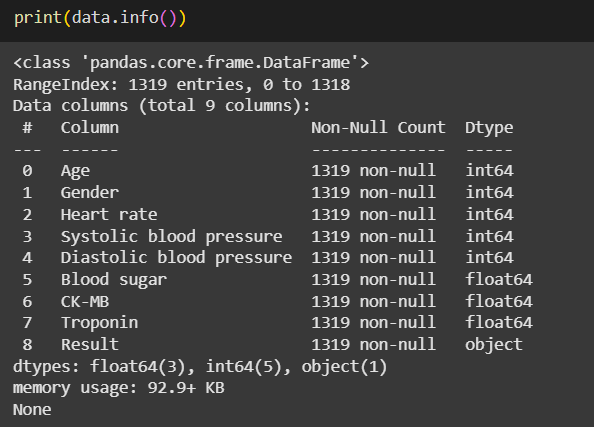 print(data.info())
<class 'pandas.core.frame.DataFrame'>
RangeIndex: 1319 entries, 0 to 1318
Data columns (total 9 columns):
 #   Column                    Non-Null Count  Dtype
---  ------                    --------------  -----
 0   Age                       1319 non-null   int64
 1   Gender                    1319 non-null   int64
 2   Heart rate                1319 non-null   int64
 3   Systolic blood pressure   1319 non-null   int64
 4   Diastolic blood pressure  1319 non-null   int64
 5   Blood sugar               1319 non-null   float64
 6   CK-MB                     1319 non-null   float64
 7   Troponin                  1319 non-null   float64
 8   Result                    1319 non-null   object
dtypes: float64(3), int64(5), object(1)
memory usage: 92.9+ KB
None